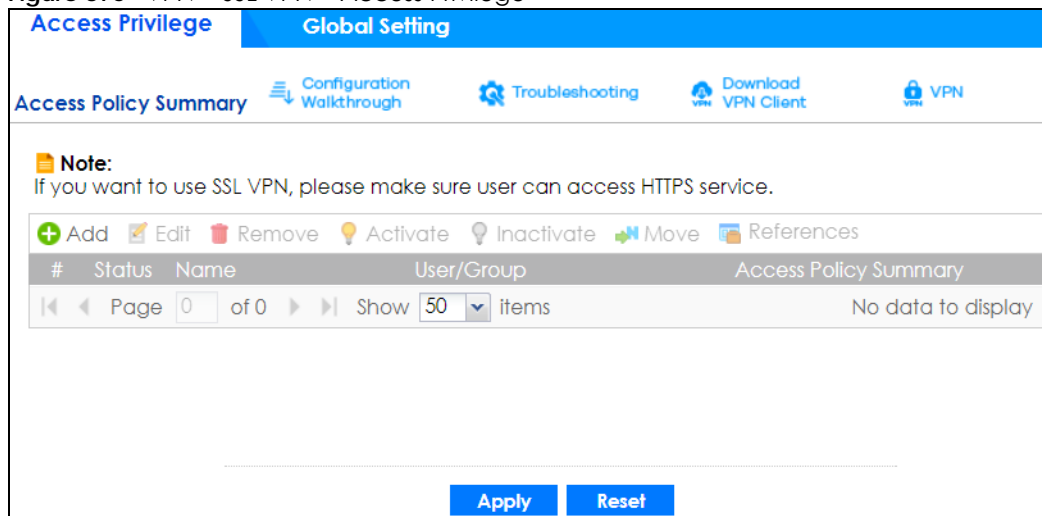 Access Privilege Global Setting
Access Policy Summary Configuration Walkthrough Troubleshooting Download VPN Client VPN
Note:
If you want to use SSL VPN, please make sure user can access HTTPS service.
Add Edit Remove Activate Inactivate Move References
# Status Name User/Group Access Policy Summary
Page 0 of 0 Show 50 items No data to display
Apply Reset